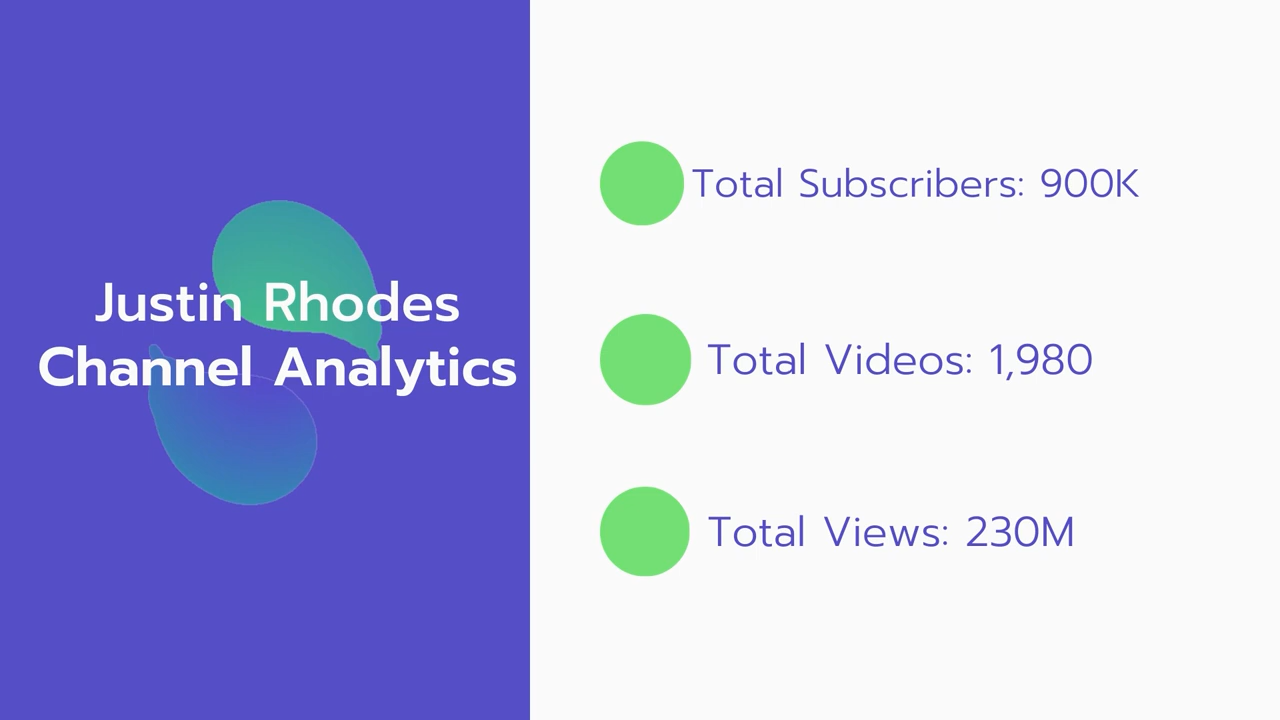 Justin Rhodes
Channel Analytics
Total Subscribers: 900K
Total Videos: 1,980
Total Views: 230M